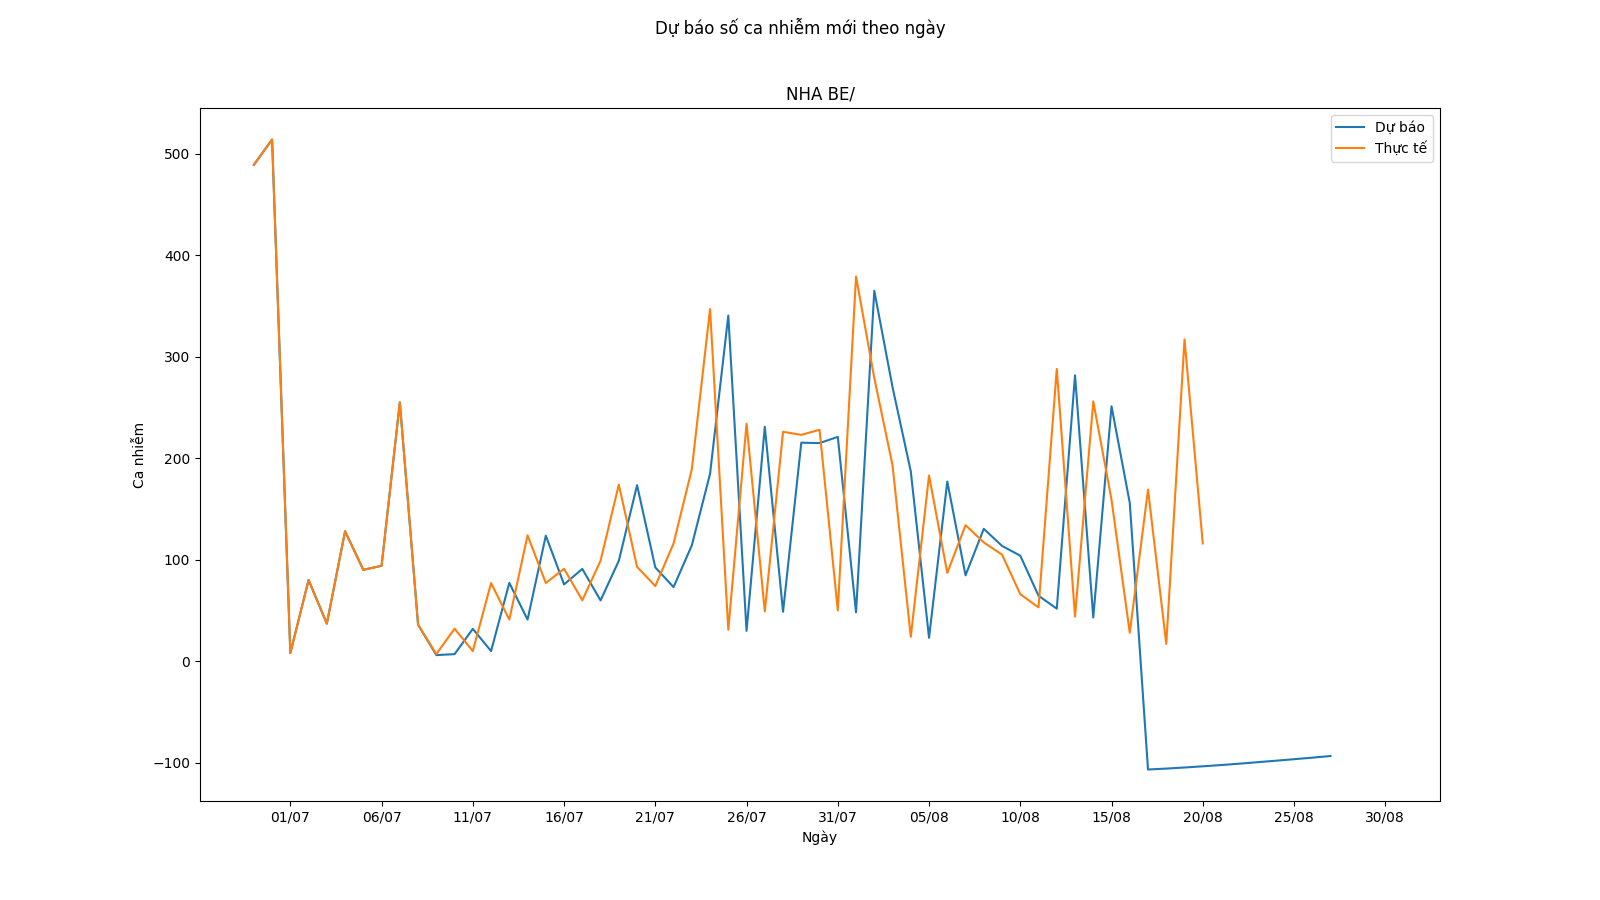 Dự báo số ca nhiễm mới theo ngày
NHA BE/
Dự báo
Thực tế
500
400
300
200
100
0
−100
Ca nhiễm
01/07 06/07 11/07 16/07 21/07 26/07 31/07 05/08 10/08 15/08 20/08 25/08 30/08
Ngày